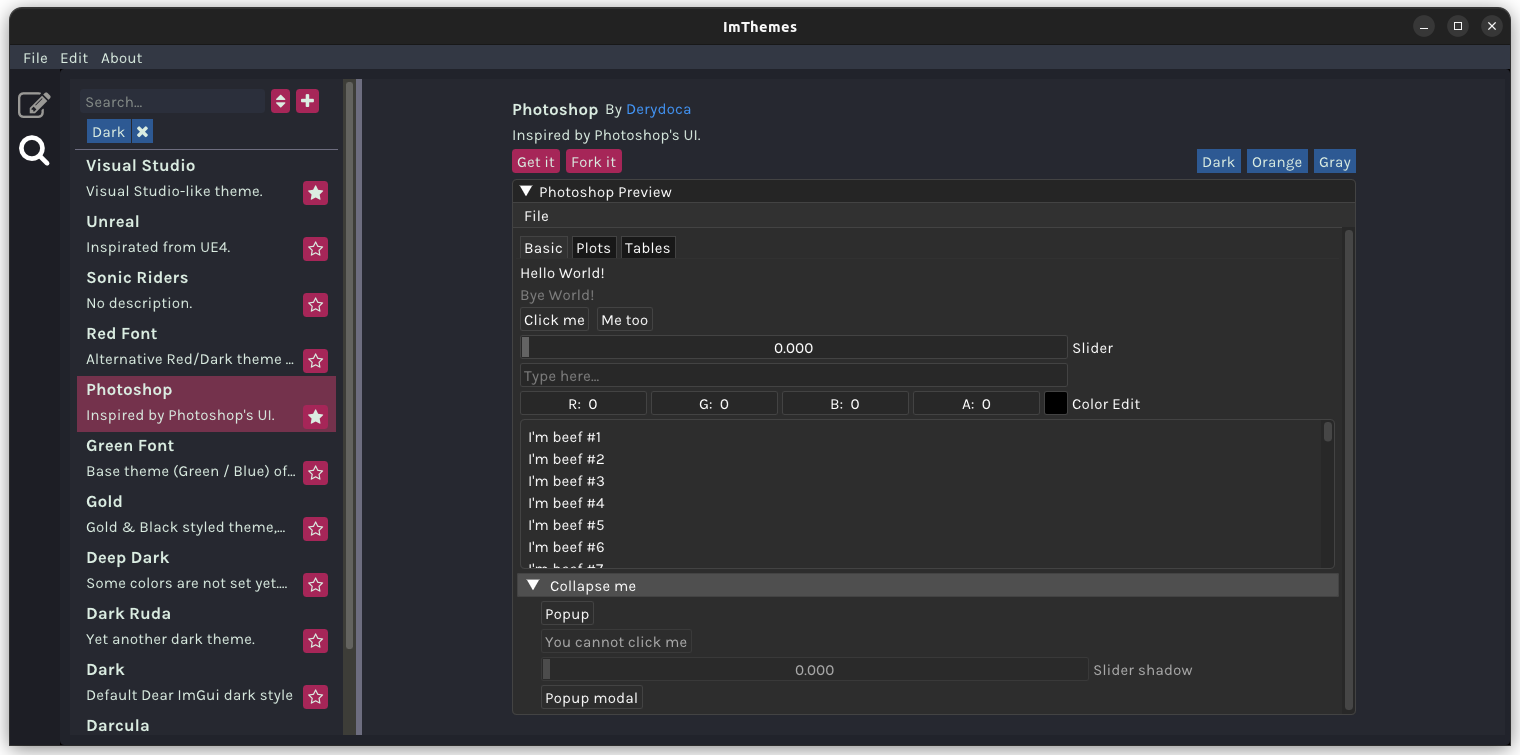 ImThemes
File Edit About
Search...
Dark
Visual Studio
Visual Studio-like theme.
Unreal
Inspirated from UE4.
Sonic Riders
No description.
Red Font
Alternative Red/Dark theme ...
Photoshop
Inspired by Photoshop's UI.
Green Font
Base theme (Green / Blue) of...
Gold
Gold & Black styled theme,...
Deep Dark
Some colors are not set yet....
Dark Ruda
Yet another dark theme.
Dark
Default Dear ImGui dark style
Darcula
Photoshop By Derydoca
Inspired by Photoshop's UI.
Get it Fork it Dark Orange Gray
Photoshop Preview
File
Basic Plots Tables
Hello World!
Bye World!
Click me Me too
0.000 Slider
Type here...
R: 0 G: 0 B: 0 A: 0 Color Edit
I'm beef #1
I'm beef #2
I'm beef #3
I'm beef #4
I'm beef #5
I'm beef #6
I'm beef #7
Collapse me
Popup
You cannot click me
0.000 Slider shadow
Popup modal